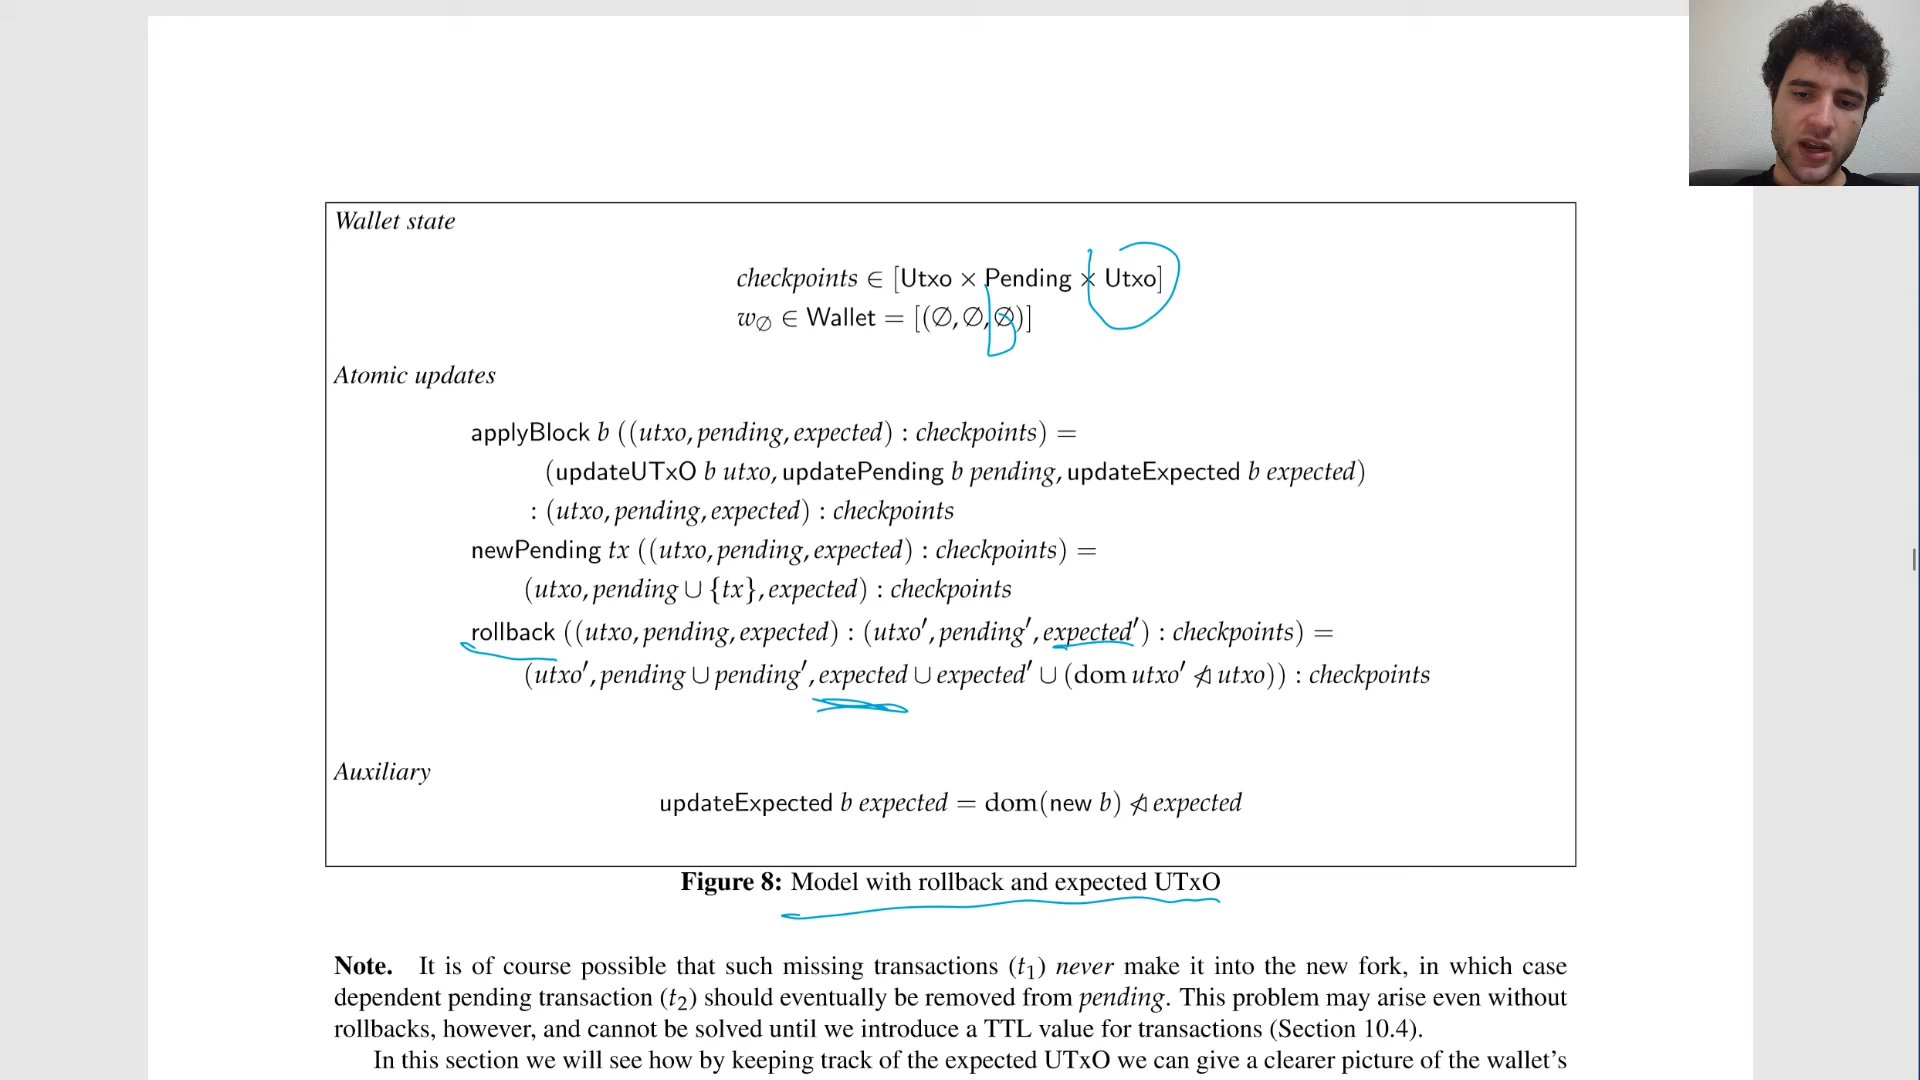 Wallet state
checkpoints ∈ [Utxo × Pending × Utxo]
w∅ ∈ Wallet = [(∅, ∅, ∅)]
Atomic updates
applyBlock b ((utxo, pending, expected) : checkpoints) =
(updateUTxO b utxo, updatePending b pending, updateExpected b expected)
: (utxo, pending, expected) : checkpoints
newPending tx ((utxo, pending, expected) : checkpoints) =
(utxo, pending ∪ {tx}, expected) : checkpoints
rollback ((utxo, pending, expected) : (utxo′, pending′, expected′) : checkpoints) =
(utxo′, pending ∪ pending′, expected ∪ expected′ ∪ (dom utxo′ ⋪ utxo)) : checkpoints
Auxiliary
updateExpected b expected = dom(new b) ⋪ expected
Figure 8: Model with rollback and expected UTxO
Note. It is of course possible that such missing transactions (t₁) never make it into the new fork, in which case
dependent pending transaction (t₂) should eventually be removed from pending. This problem may arise even without
rollbacks, however, and cannot be solved until we introduce a TTL value for transactions (Section 10.4).
In this section we will see how by keeping track of the expected UTxO we can give a clearer picture of the wallet’s